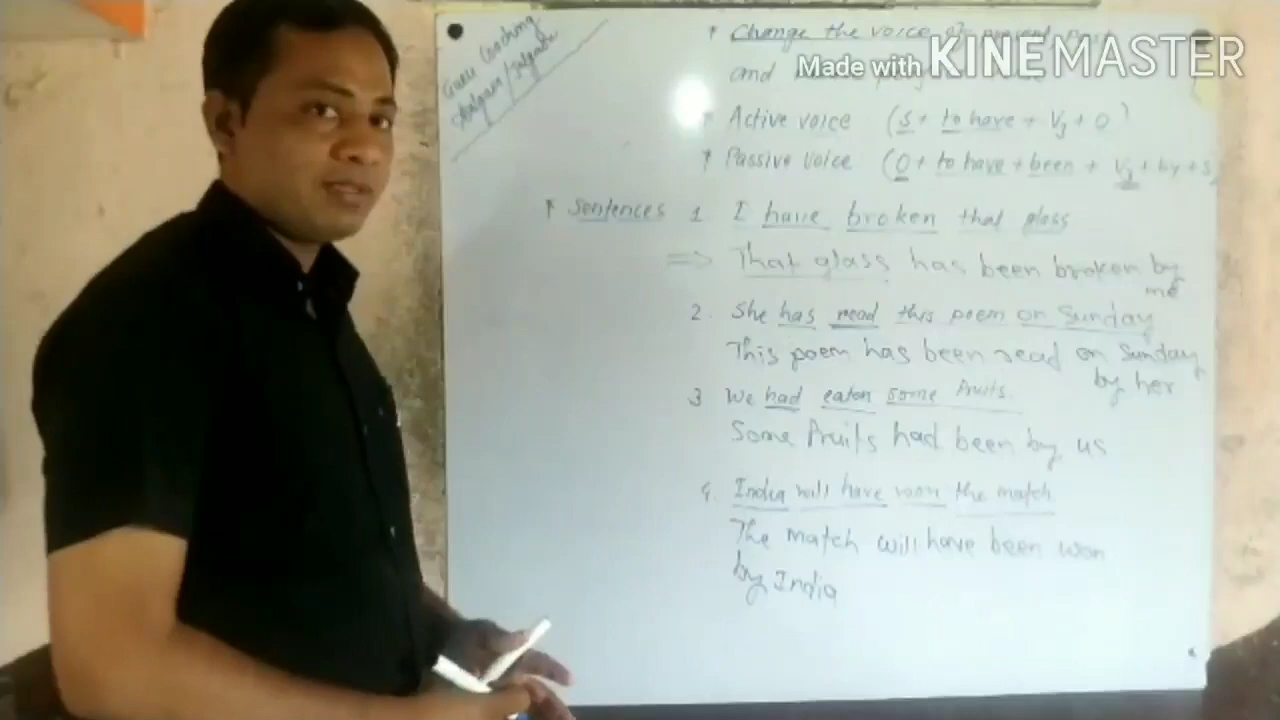 Guru Coaching
* Change the voice of
Made with KINEMASTER
and
* Active voice (S + to have + V3 + O)
* Passive voice (O + to have + been + V3 + by + S)
* Sentences 1. I have broken that glass
=> That glass has been broken by
me
2. She has read this poem on Sunday
This poem has been read on Sunday
by her
3 We had eaten some fruits.
Some fruits had been by us
4. India will have won the match.
The match will have been won
by India